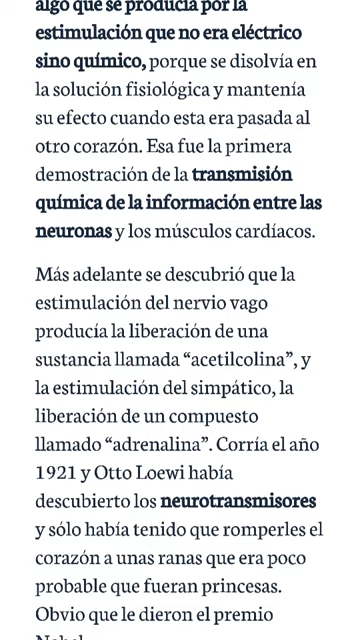 algo que se producía por la
estimulación que no era eléctrico
sino químico, porque se disolvía en
la solución fisiológica y mantenía
su efecto cuando esta era pasada al
otro corazón. Esa fue la primera
demostración de la transmisión
química de la información entre las
neuronas y los músculos cardíacos.
Más adelante se descubrió que la
estimulación del nervio vago
producía la liberación de una
sustancia llamada “acetilcolina”, y
la estimulación del simpático, la
liberación de un compuesto
llamado “adrenalina”. Corría el año
1921 y Otto Loewi había
descubierto los neurotransmisores
y sólo había tenido que romperles el
corazón a unas ranas que era poco
probable que fueran princesas.
Obvio que le dieron el premio
Nobel